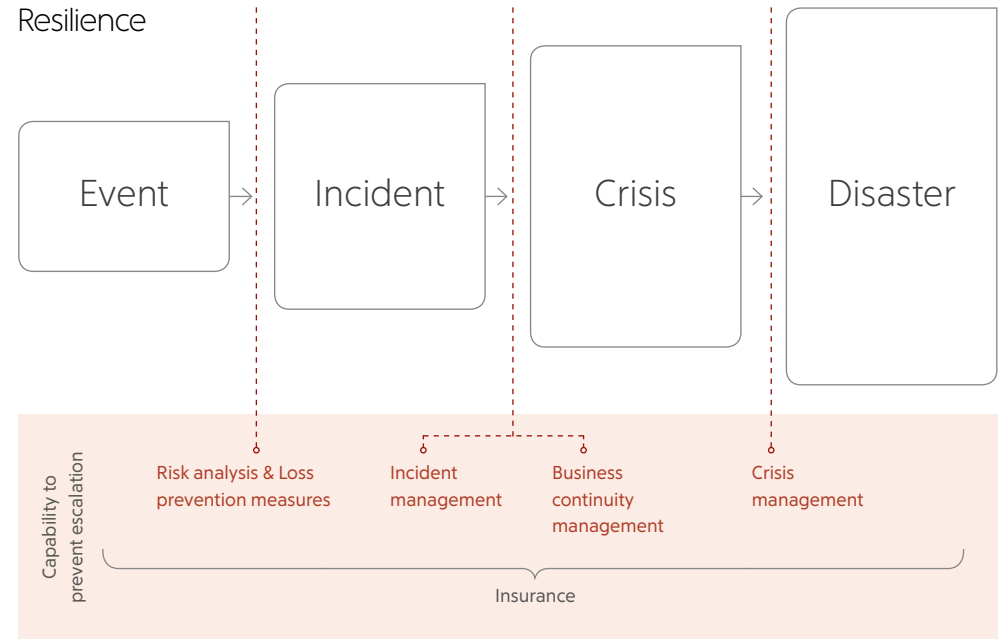 Resilience
Event
Incident
Crisis
Disaster
Capability to
prevent escalation
Risk analysis & Loss
prevention measures
Incident
management
Business
continuity
management
Crisis
management
Insurance